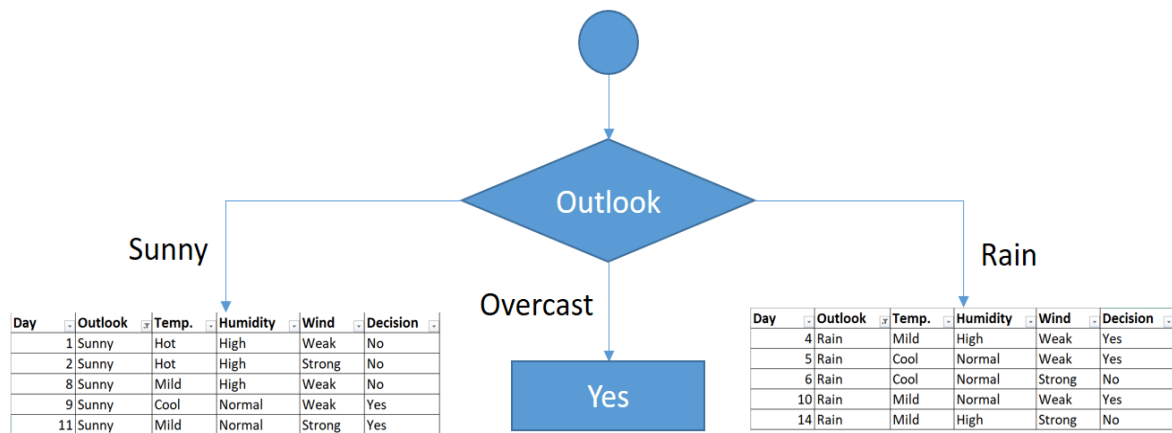 Outlook
Sunny
Rain
Overcast
Yes
Day Outlook Temp. Humidity Wind Decision
1 Sunny Hot High Weak No
2 Sunny Hot High Strong No
8 Sunny Mild High Weak No
9 Sunny Cool Normal Weak Yes
11 Sunny Mild Normal Strong Yes
Day Outlook Temp. Humidity Wind Decision
4 Rain Mild High Weak Yes
5 Rain Cool Normal Weak Yes
6 Rain Cool Normal Strong No
10 Rain Mild Normal Weak Yes
14 Rain Mild High Strong No